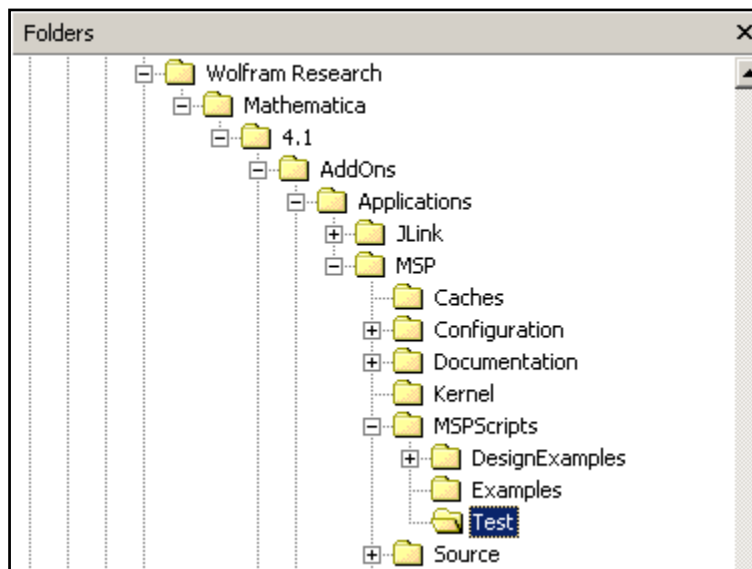 Folders
Wolfram Research
Mathematica
4.1
AddOns
Applications
JLink
MSP
Caches
Configuration
Documentation
Kernel
MSPScripts
DesignExamples
Examples
Test
Source